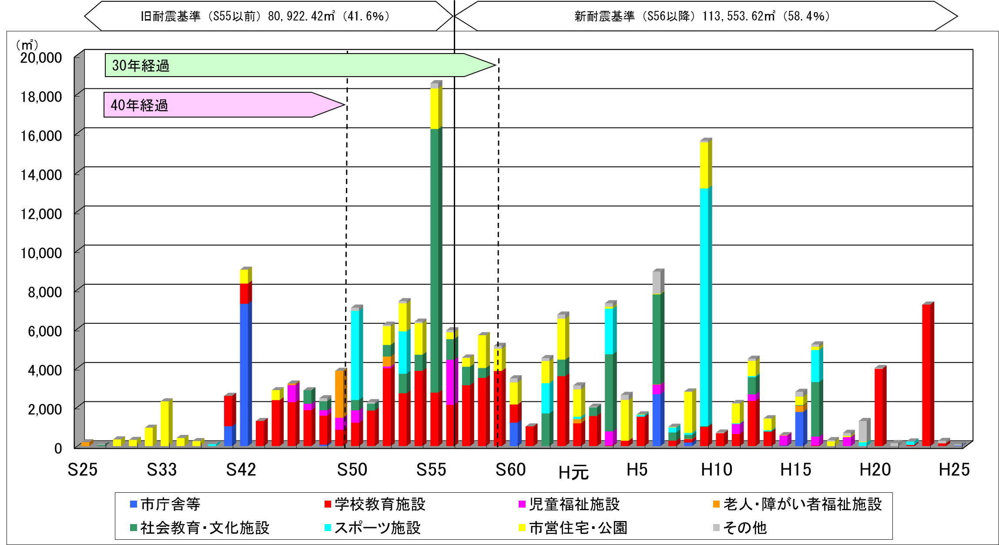 旧耐震基準（S55以前）80,922.42㎡（41.6％）
新耐震基準（S56以降）113,553.62㎡（58.4％）
（㎡）
20,000
18,000
16,000
14,000
12,000
10,000
8,000
6,000
4,000
2,000
0
30年経過
40年経過
S25 S33 S42 S50 S55 S60 H元 H5 H10 H15 H20 H25
市庁舎等 学校教育施設 児童福祉施設 老人・障がい者福祉施設
社会教育・文化施設 スポーツ施設 市営住宅・公園 その他